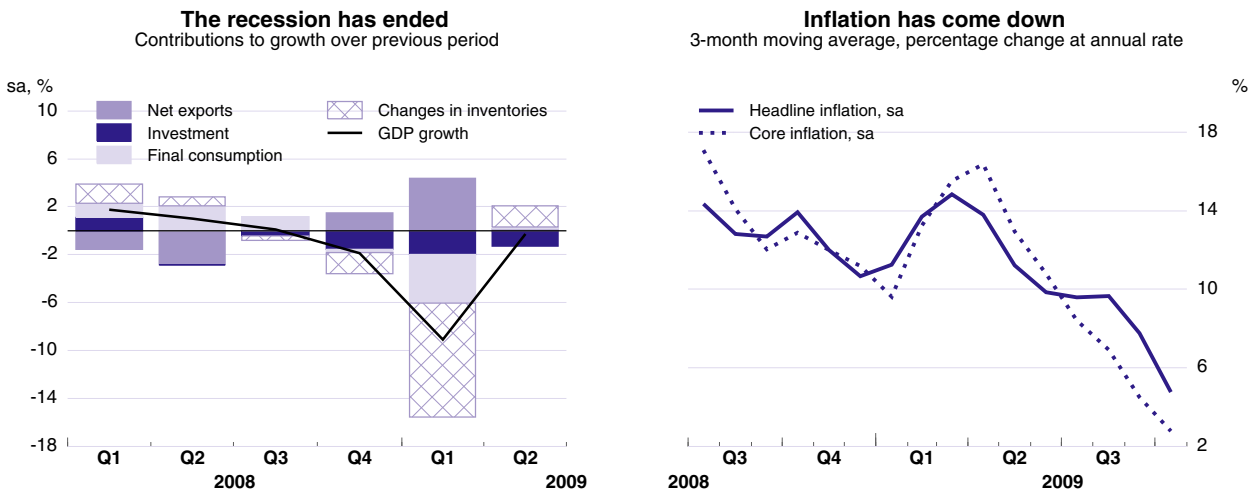 The recession has ended
Contributions to growth over previous period
sa, %
Net exports
Changes in inventories
Investment
GDP growth
Final consumption
10
6
2
-2
-6
-10
-14
-18
Q1 Q2 Q3 Q4 Q1 Q2
2008 2009
Inflation has come down
3-month moving average, percentage change at annual rate
%
Headline inflation, sa
Core inflation, sa
18
14
10
6
2
Q3 Q4 Q1 Q2 Q3
2008 2009